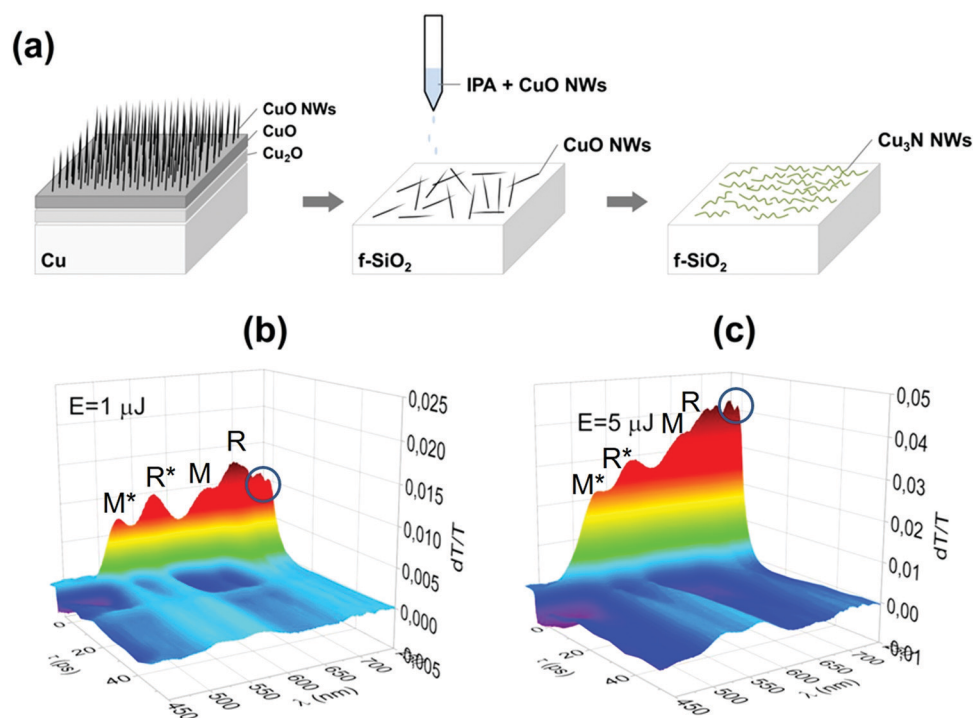 (a)
IPA + CuO NWs
CuO NWs
CuO
Cu₂O
Cu
CuO NWs
f-SiO₂
Cu₃N NWs
f-SiO₂
(b)
E=1 μJ
M*
R*
M
R
0,025
0,020
0,015
0,010
0,005
0,000
dT/T
0
20
40
τ (ps)
450
500
550
600
650
700
λ (nm)
(c)
E=5 μJ
M*
R*
M
R
0,05
0,04
0,03
0,02
0,01
0,00
-0,01
dT/T
0
20
40
τ (ps)
450
500
550
600
650
700
λ (nm)